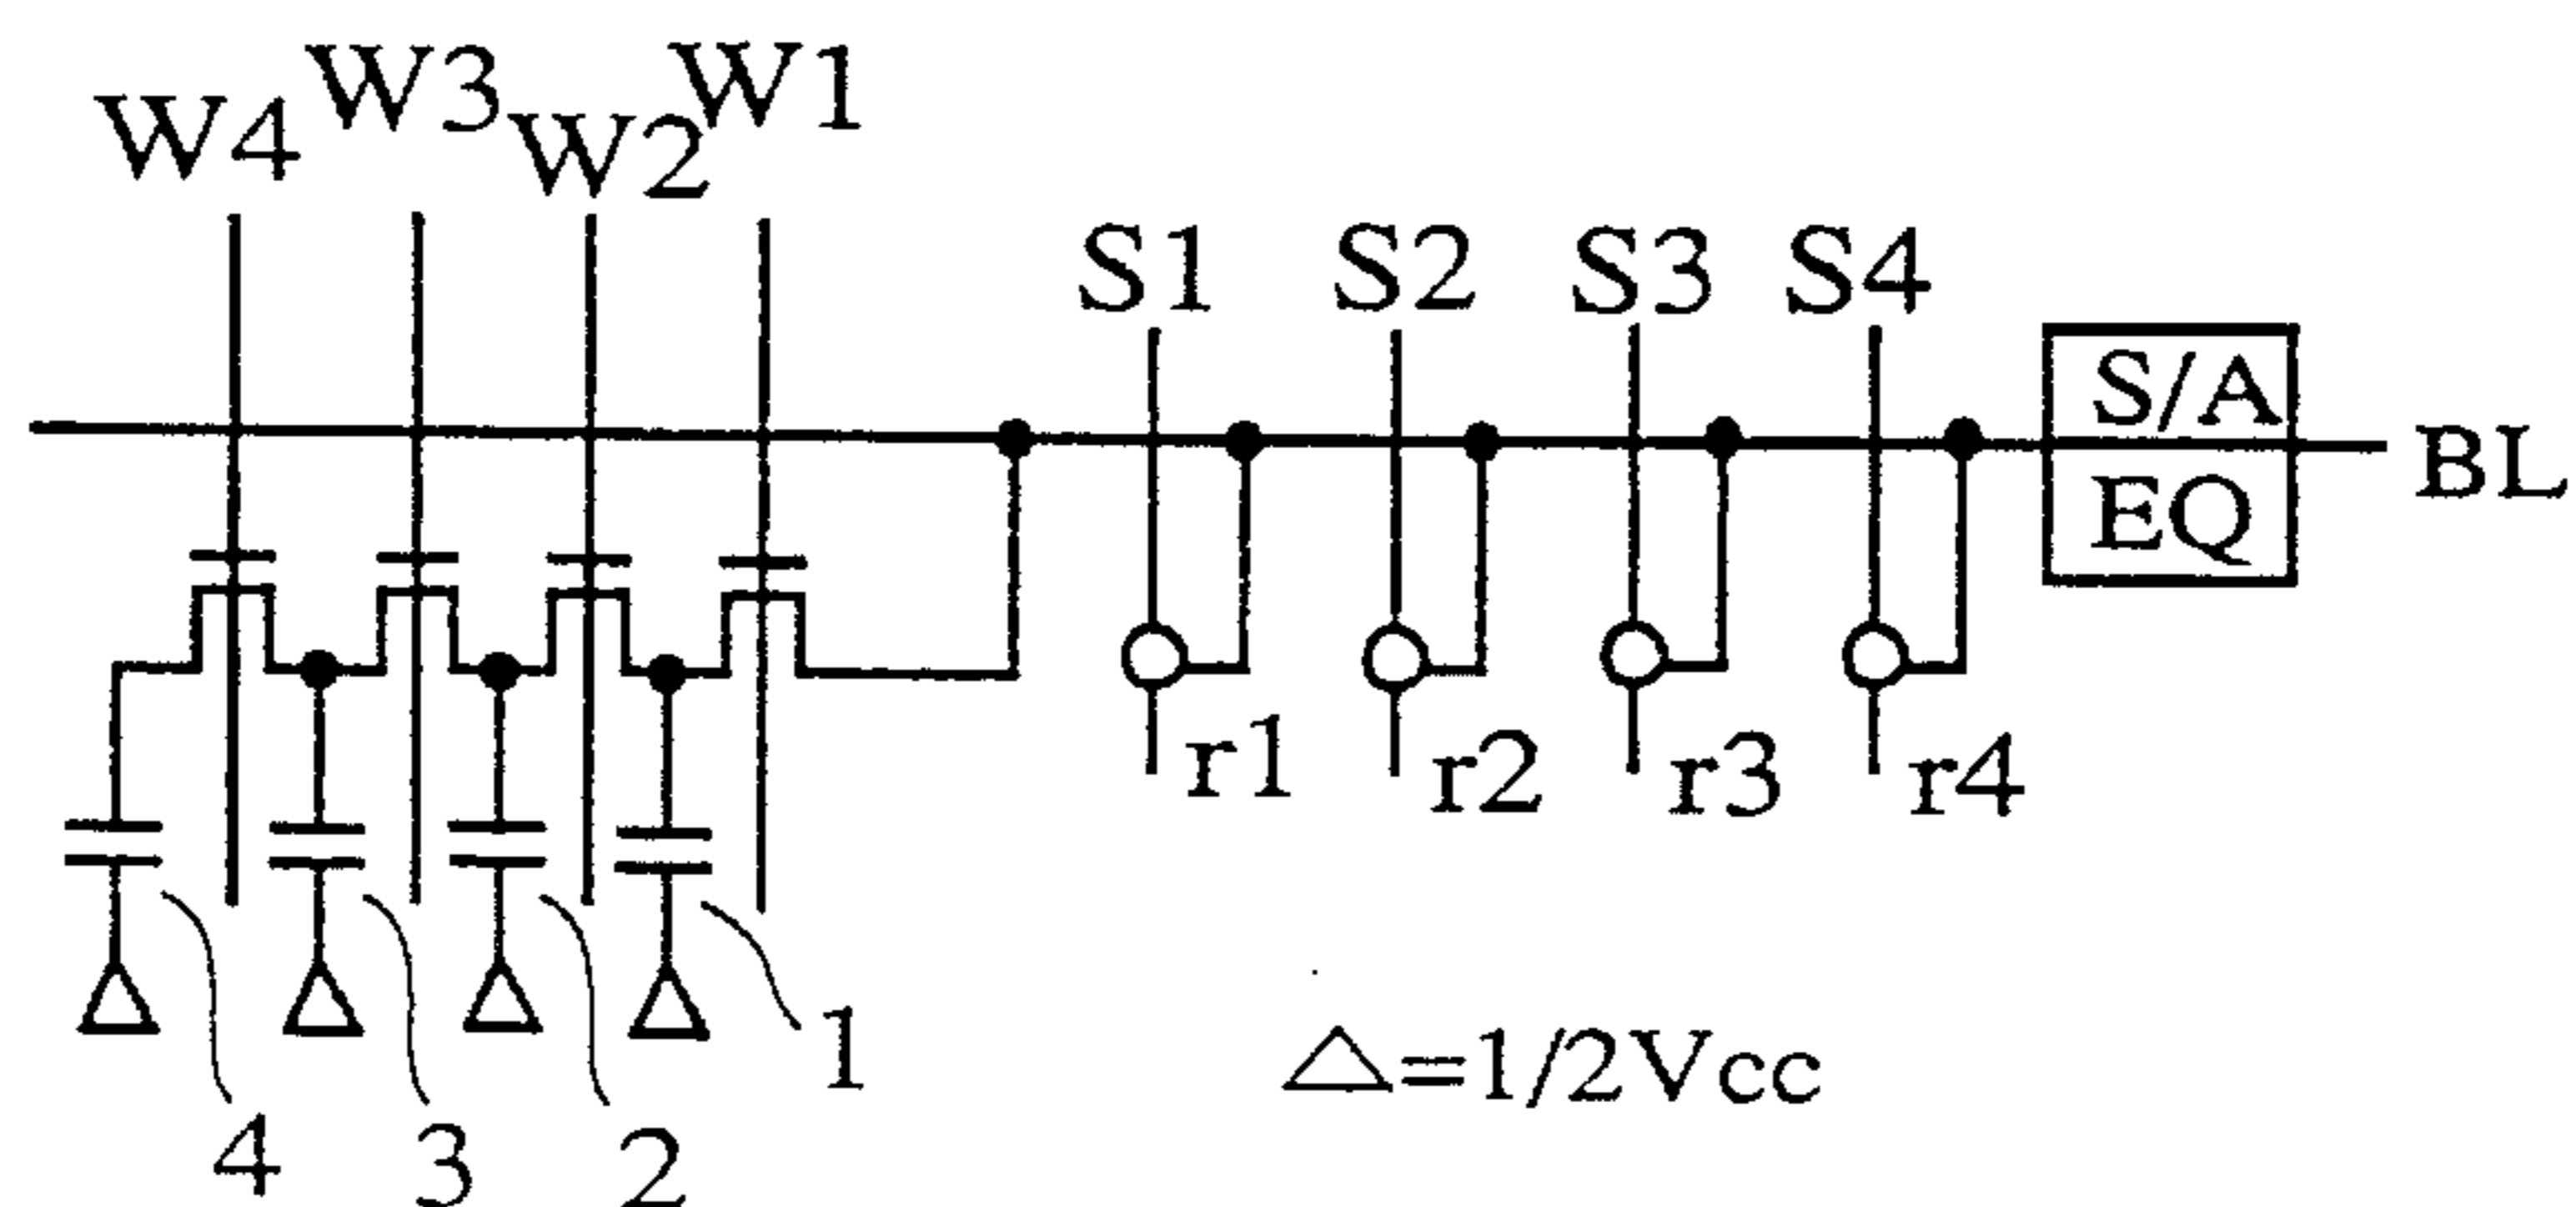 W4 W3 W2 W1
S1 S2 S3 S4
S/A
EQ
BL
r1 r2 r3 r4
4 3 2 1
△=1/2Vcc